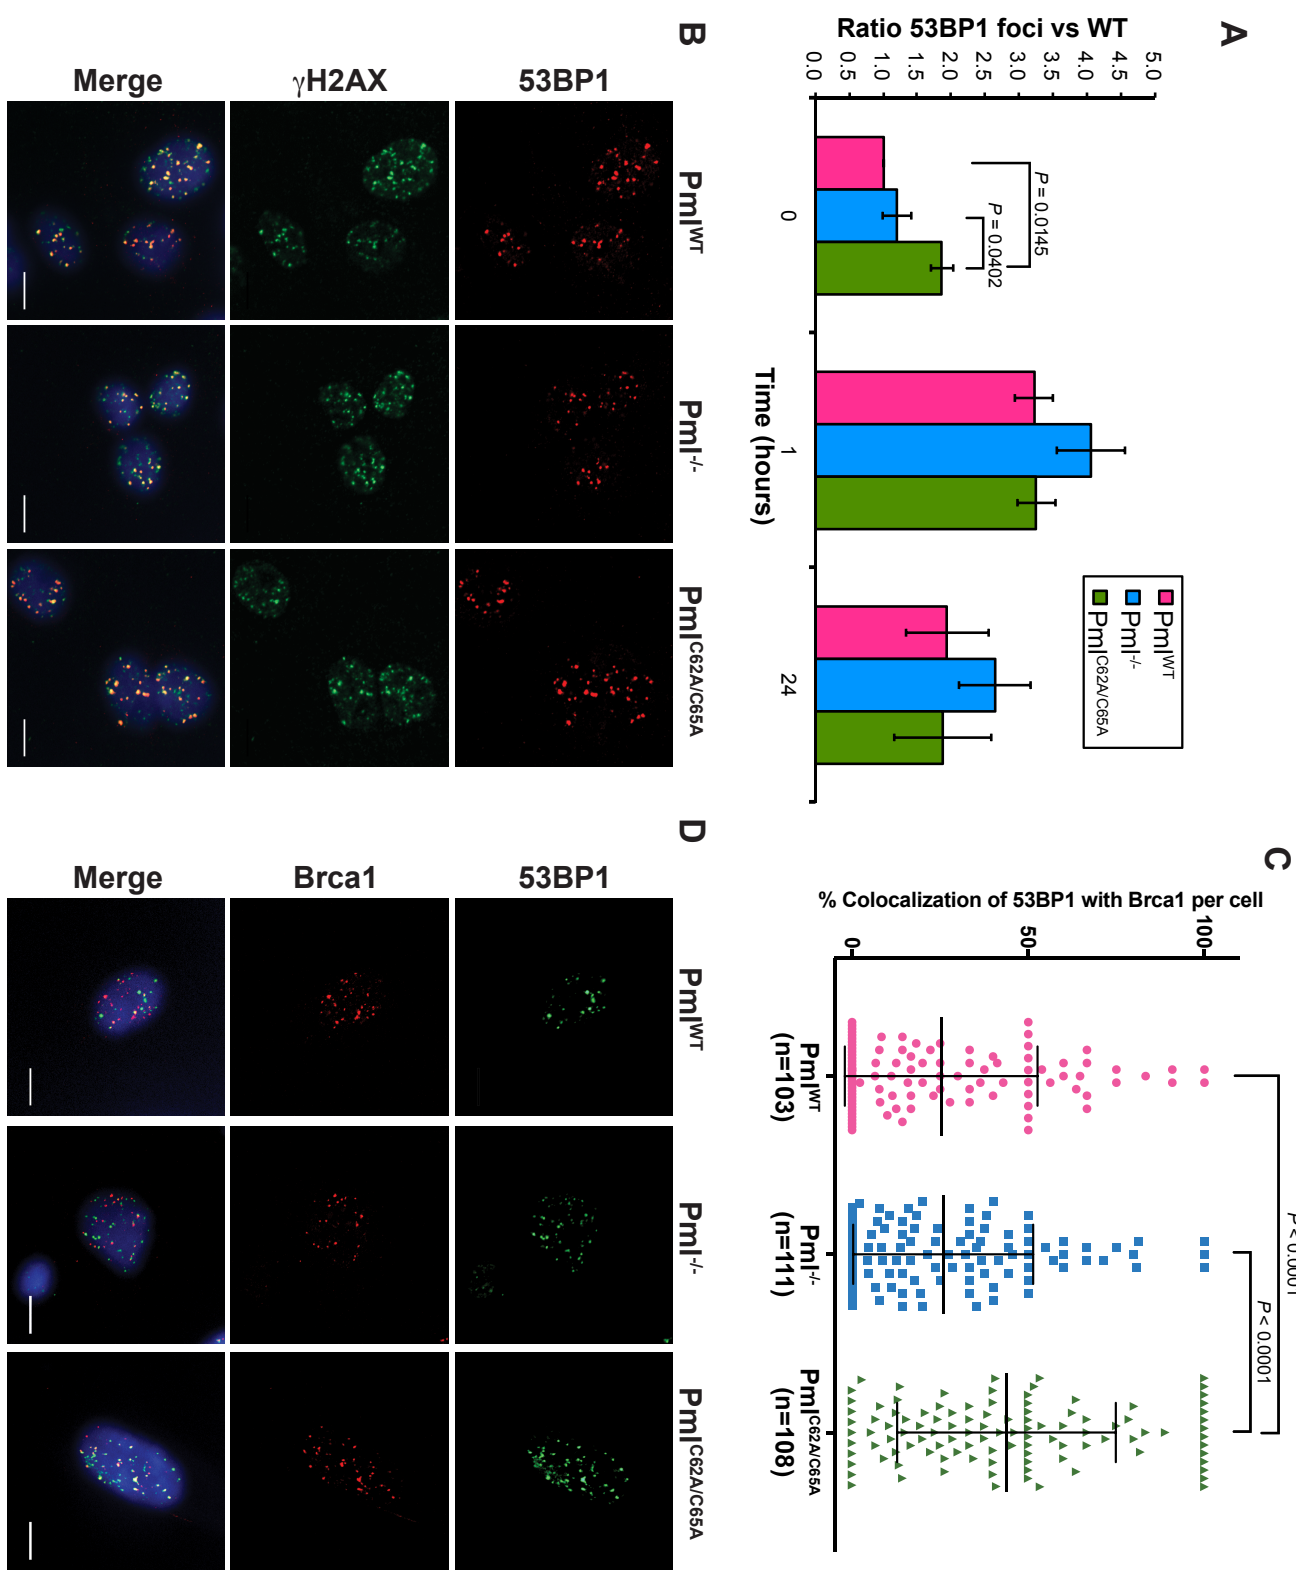 A
Ratio 53BP1 foci vs WT
5.0
4.5
4.0
3.5
3.0
2.5
2.0
1.5
1.0
0.5
0.0
P = 0.0145
P = 0.0402
0
1
24
Time (hours)
Pml^WT
Pml^-/-
Pml^C62A/C65A
B
Pml^WT
Pml^-/-
Pml^C62A/C65A
53BP1
γH2AX
Merge
C
% Colocalization of 53BP1 with Brca1 per cell
100
50
0
P < 0.0001
P < 0.0001
Pml^WT
(n=103)
Pml^-/-
(n=111)
Pml^C62A/C65A
(n=108)
D
Pml^WT
Pml^-/-
Pml^C62A/C65A
53BP1
Brca1
Merge